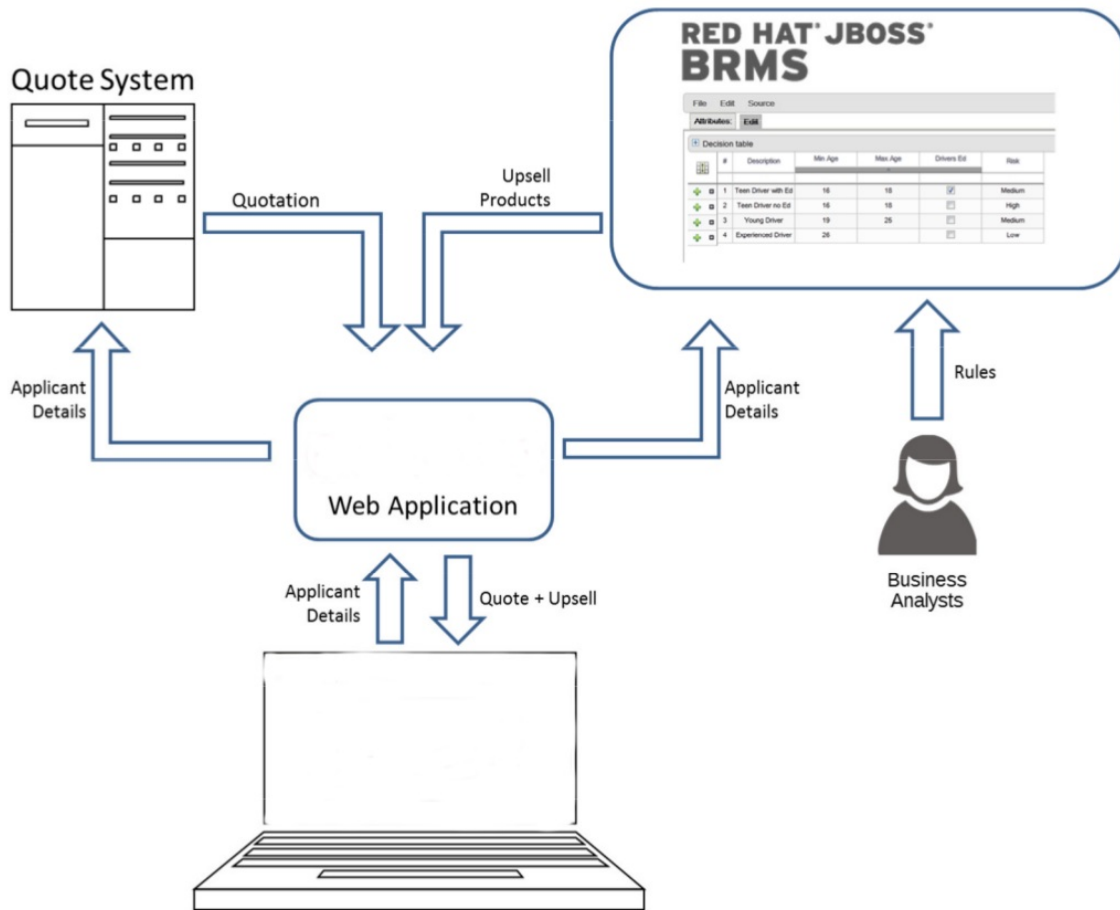 RED HAT® JBOSS®
BRMS
Quote System
File Edit Source
Attributes: Edit
Decision table
# Description Min Age Max Age Drivers Ed Risk
1 Teen Driver with Ed 16 18 Medium
2 Teen Driver no Ed 16 18 High
3 Young Driver 19 25 Medium
4 Experienced Driver 26 Low
Quotation
Upsell
Products
Applicant
Details
Applicant
Details
Rules
Web Application
Applicant
Details
Quote + Upsell
Business
Analysts